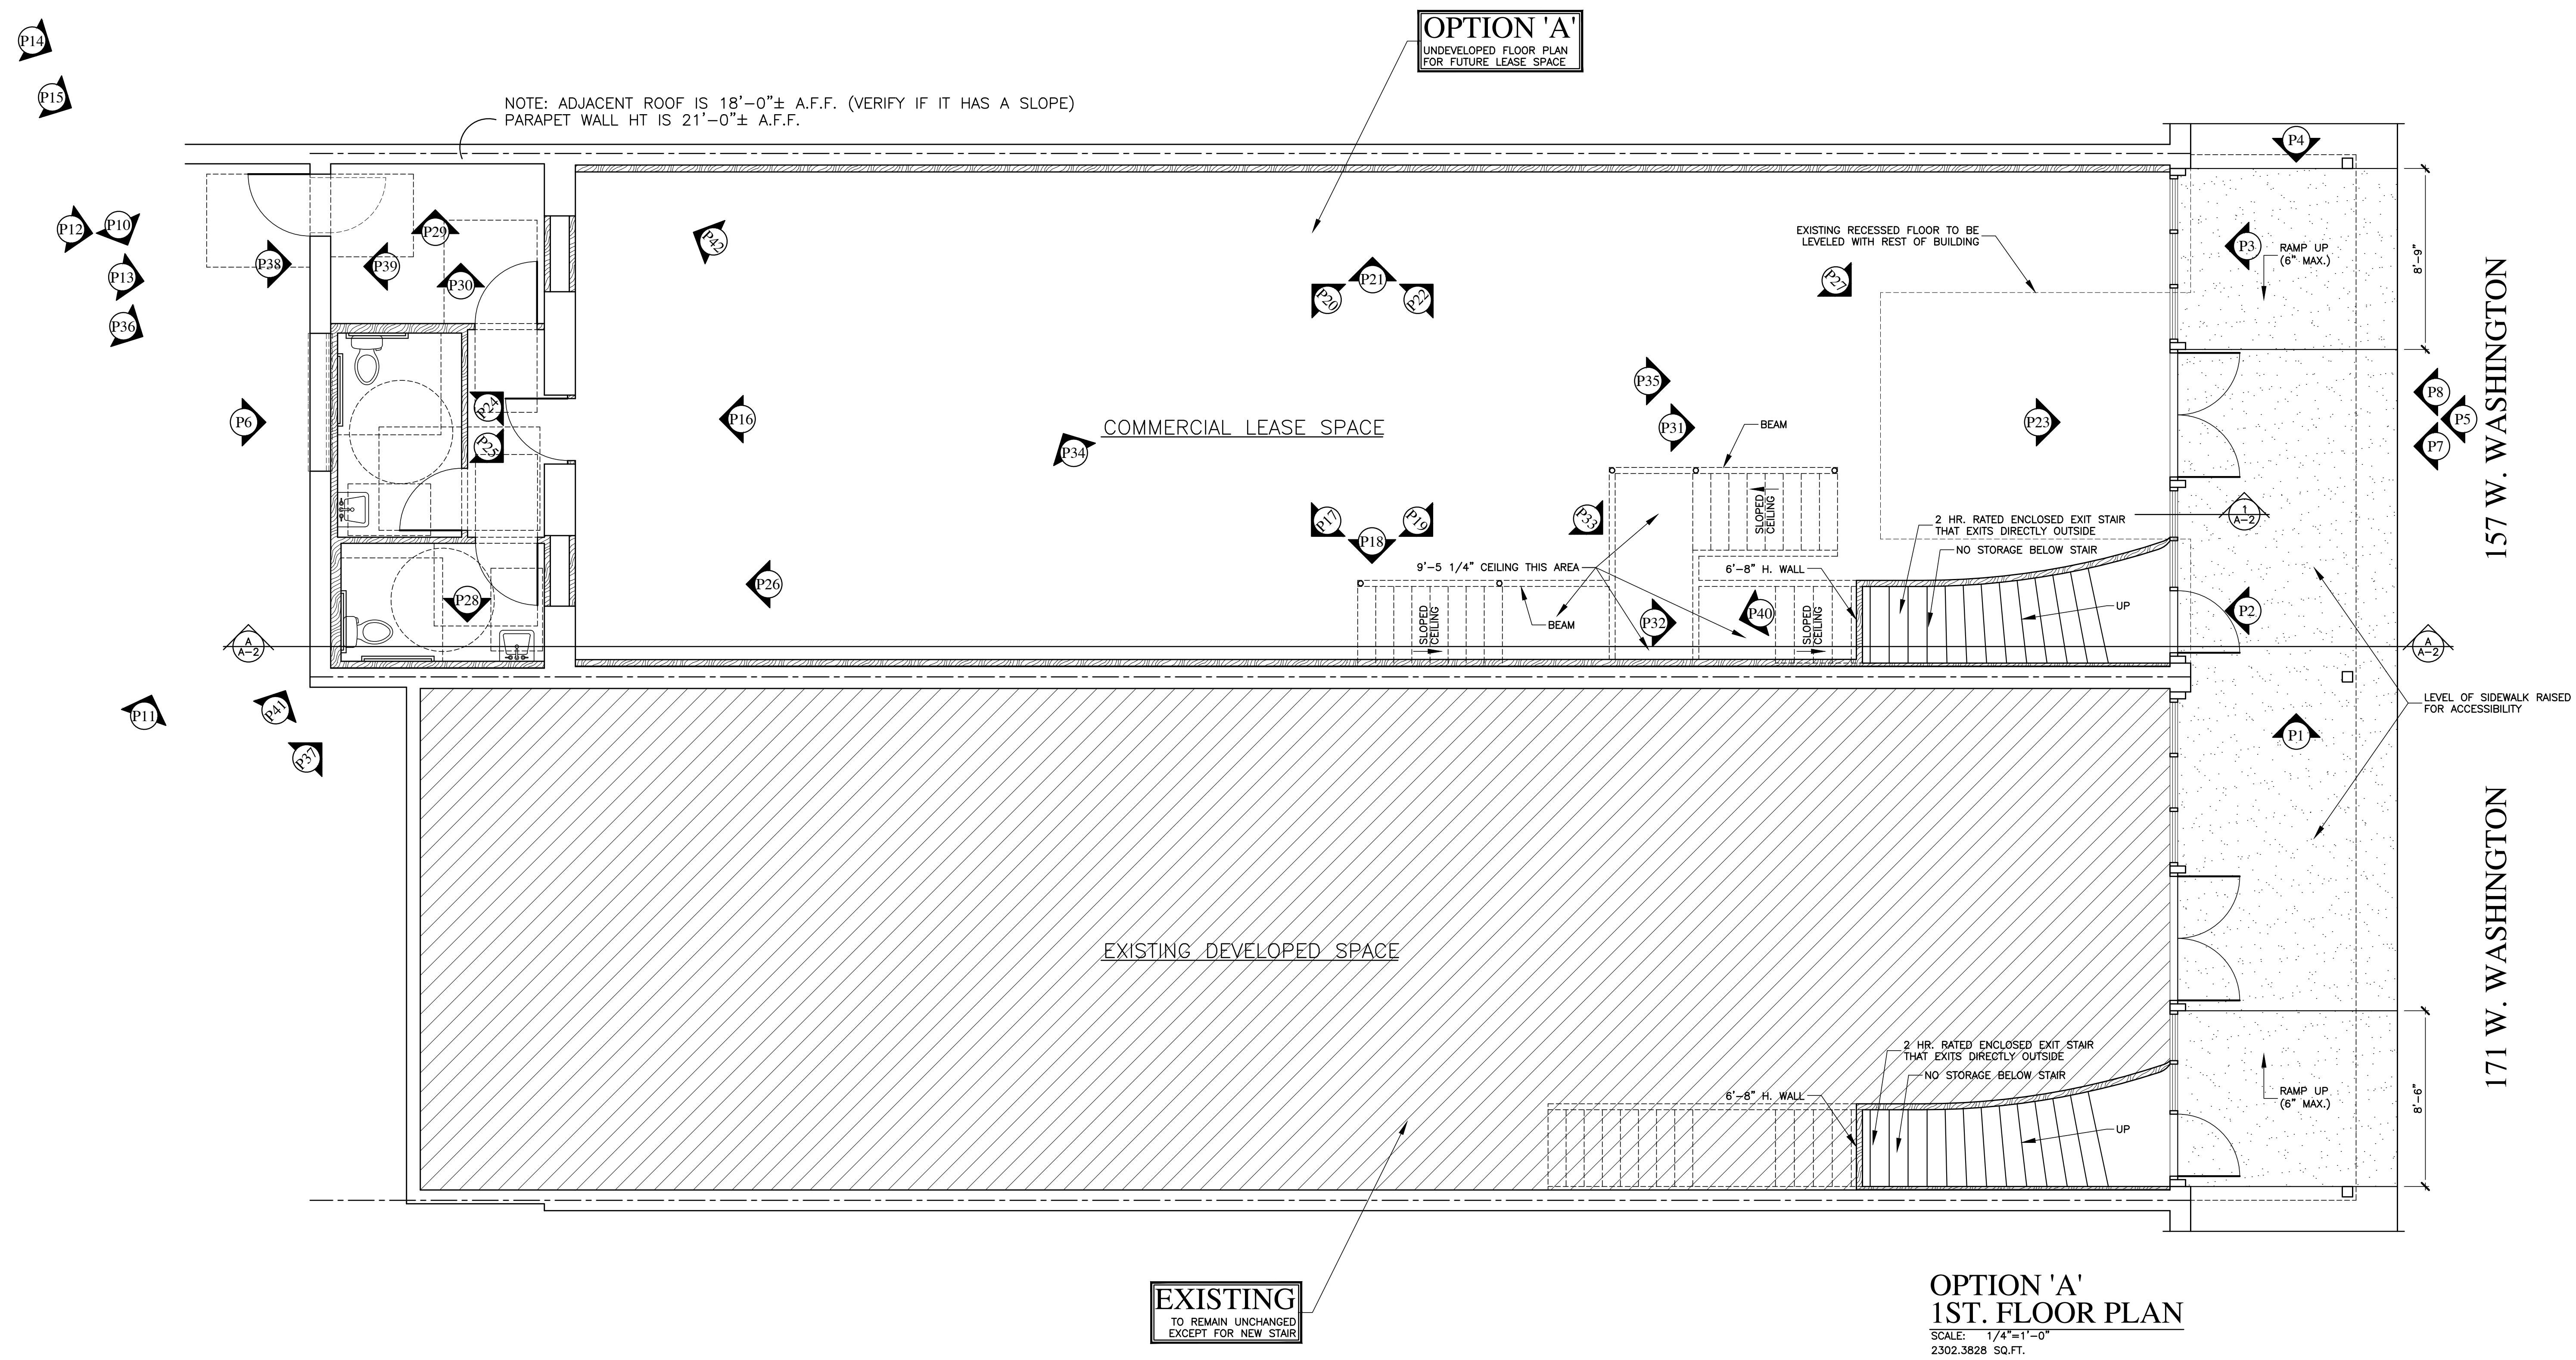 OPTION 'A'
UNDEVELOPED FLOOR PLAN
FOR FUTURE LEASE SPACE
P14
P15
NOTE: ADJACENT ROOF IS 18'-0"± A.F.F. (VERIFY IF IT HAS A SLOPE)
PARAPET WALL HT IS 21'-0"± A.F.F.
P4
P12
P10
P29
P42
P38
P39
P30
P13
P36
P20
P21
P22
EXISTING RECESSED FLOOR TO BE
LEVELED WITH REST OF BUILDING
P27
P3
RAMP UP
(6" MAX.)
8'-9"
157 W. WASHINGTON
P6
P24
P25
P16
P34
COMMERCIAL LEASE SPACE
P35
P31
BEAM
P23
P8
P5
P7
SLOPED
CEILING
P17
P18
P19
P33
2 HR. RATED ENCLOSED EXIT STAIR
THAT EXITS DIRECTLY OUTSIDE
NO STORAGE BELOW STAIR
1
A-2
9'-5 1/4" CEILING THIS AREA
6'-8" H. WALL
P28
P26
SLOPED
CEILING
BEAM
P32
P40
SLOPED
CEILING
UP
P2
A
A-2
A
A-2
P11
P41
P37
P1
LEVEL OF SIDEWALK RAISED
FOR ACCESSIBILITY
171 W. WASHINGTON
EXISTING DEVELOPED SPACE
2 HR. RATED ENCLOSED EXIT STAIR
THAT EXITS DIRECTLY OUTSIDE
NO STORAGE BELOW STAIR
6'-8" H. WALL
UP
RAMP UP
(6" MAX.)
8'-6"
EXISTING
TO REMAIN UNCHANGED
EXCEPT FOR NEW STAIR
OPTION 'A'
1ST. FLOOR PLAN
SCALE: 1/4"=1'-0"
2302.3828 SQ.FT.